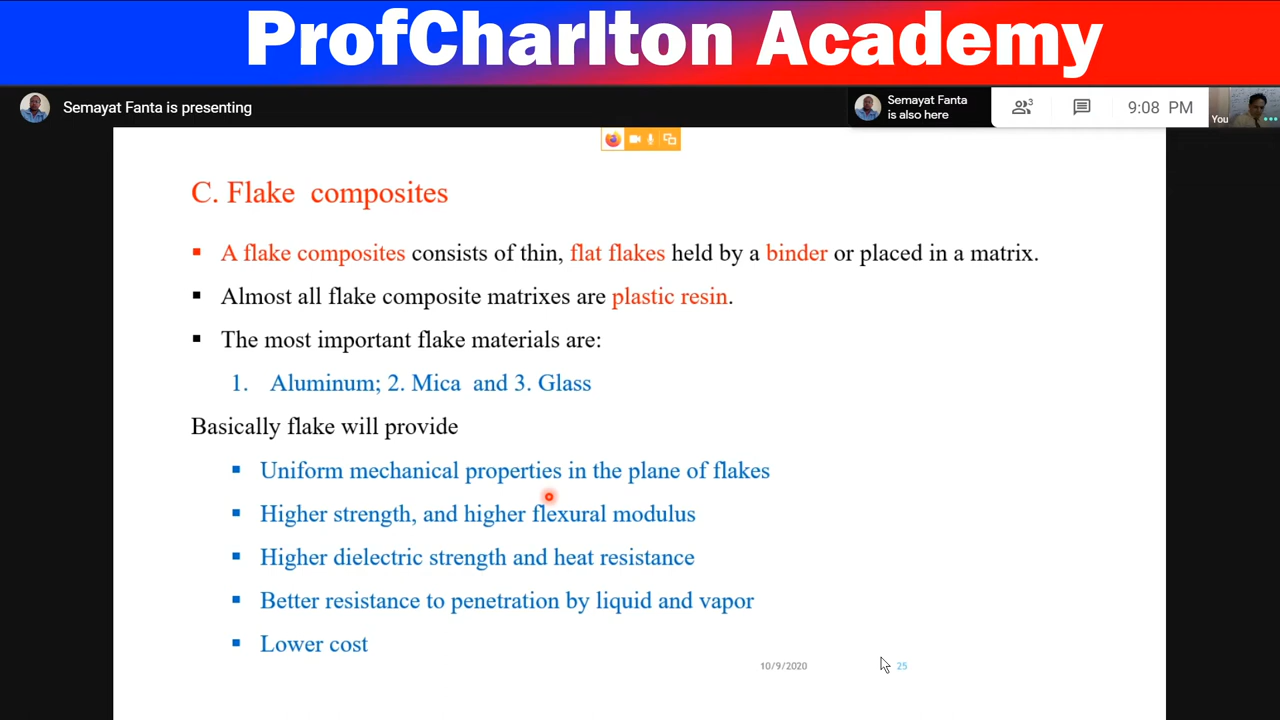 ProfCharlton Academy
Semayat Fanta is presenting
Semayat Fanta
is also here
3
9:08 PM
You
C. Flake composites
▪ A flake composites consists of thin, flat flakes held by a binder or placed in a matrix.
▪ Almost all flake composite matrixes are plastic resin.
▪ The most important flake materials are:
1. Aluminum; 2. Mica and 3. Glass
Basically flake will provide
▪ Uniform mechanical properties in the plane of flakes
▪ Higher strength, and higher flexural modulus
▪ Higher dielectric strength and heat resistance
▪ Better resistance to penetration by liquid and vapor
▪ Lower cost
10/9/2020 25